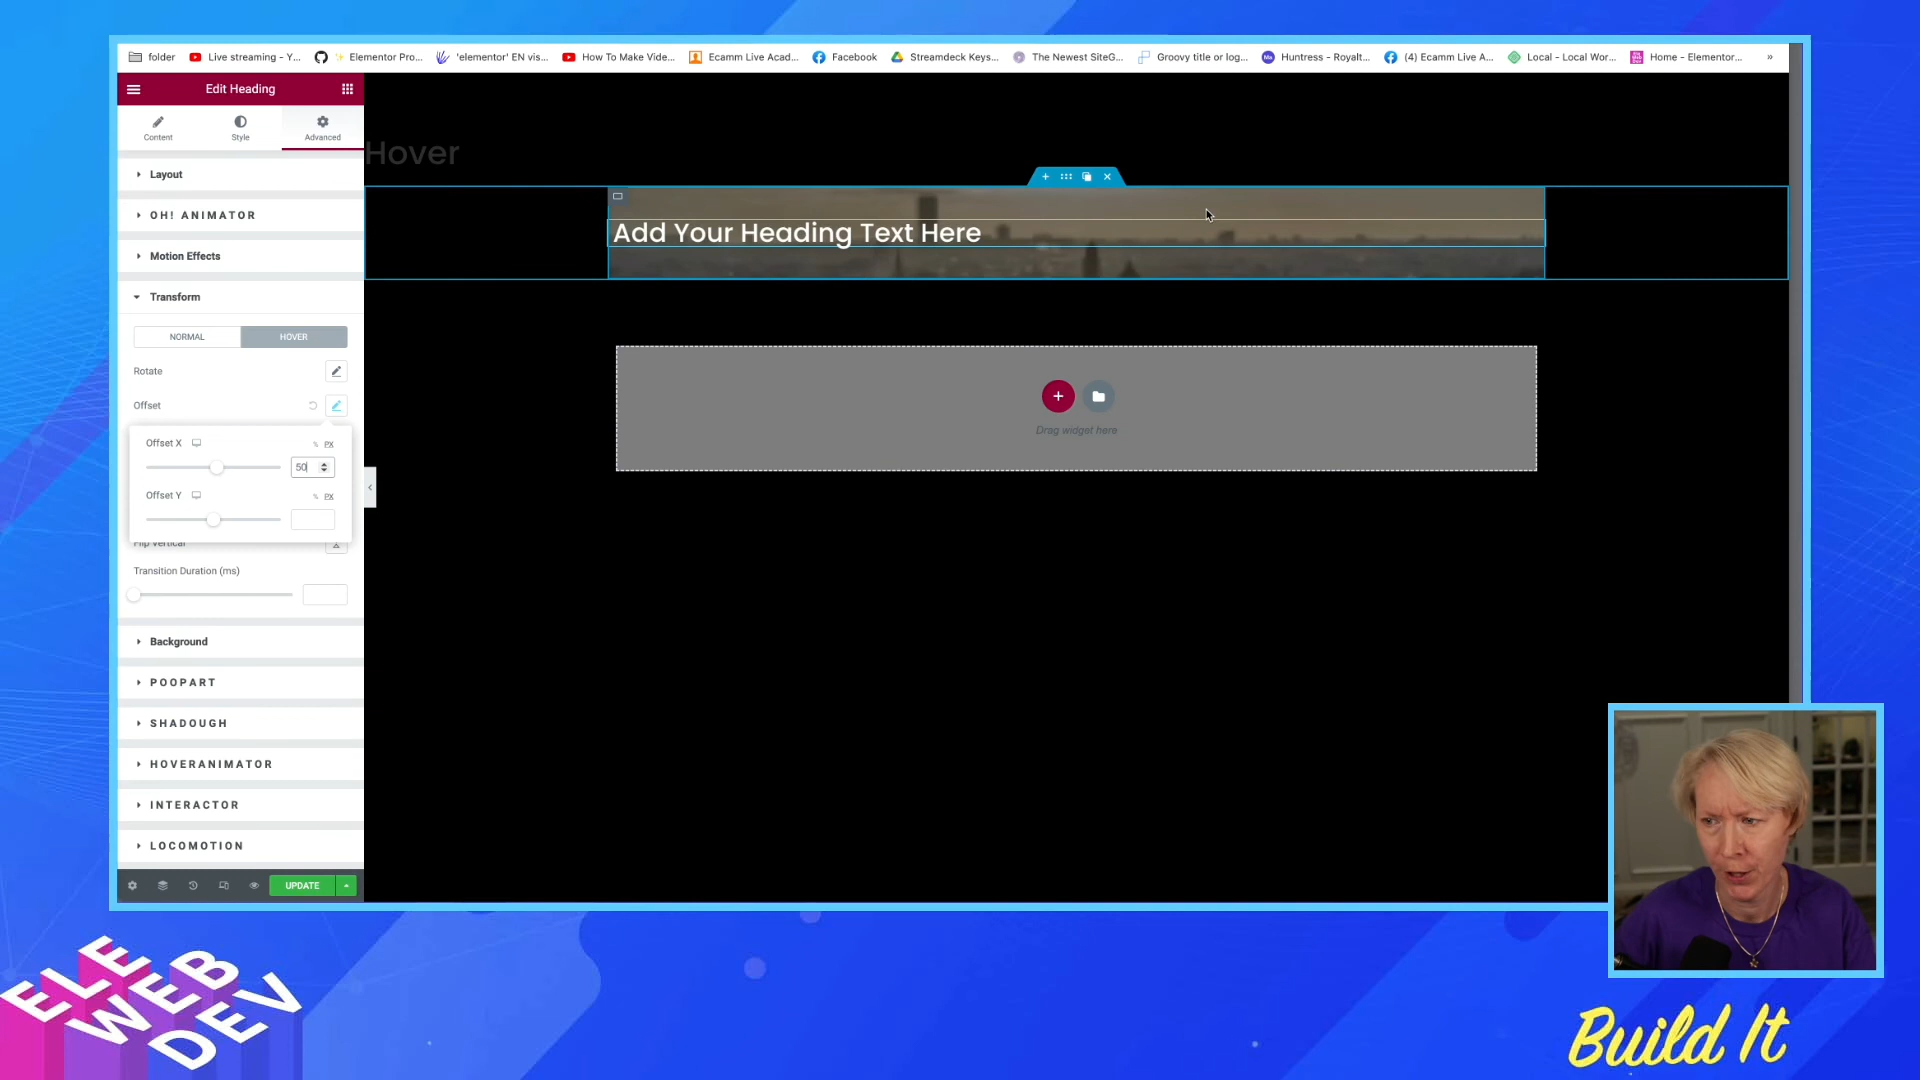 folder
Live streaming - Y...
Elementor Pro...
'elementor' EN vis...
How To Make Vide...
Ecamm Live Acad...
Facebook
Streamdeck Keys...
The Newest SiteG...
Groovy title or log...
Huntress - Royalt...
(4) Ecamm Live A...
Local - Local Wor...
Home - Elementor...
»
Edit Heading
Content
Style
Advanced
Layout
OH! ANIMATOR
Motion Effects
Transform
NORMAL
HOVER
Rotate
Offset
Offset X
% PX
50
Offset Y
% PX
Flip Vertical
Transition Duration (ms)
Background
POOPART
SHADOUGH
HOVERANIMATOR
INTERACTOR
LOCOMOTION
UPDATE
Hover
Add Your Heading Text Here
Drag widget here
ELE
WEB
DEV
Build It